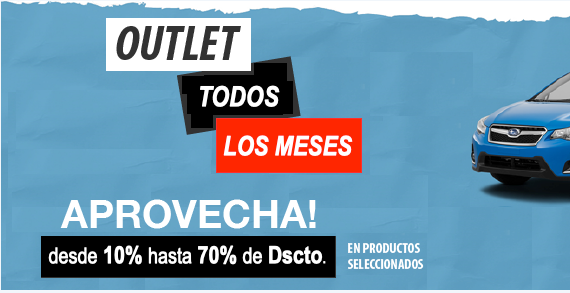 OUTLET
TODOS
LOS MESES
APROVECHA!
desde 10% hasta 70% de Dscto.
EN PRODUCTOS
SELECCIONADOS